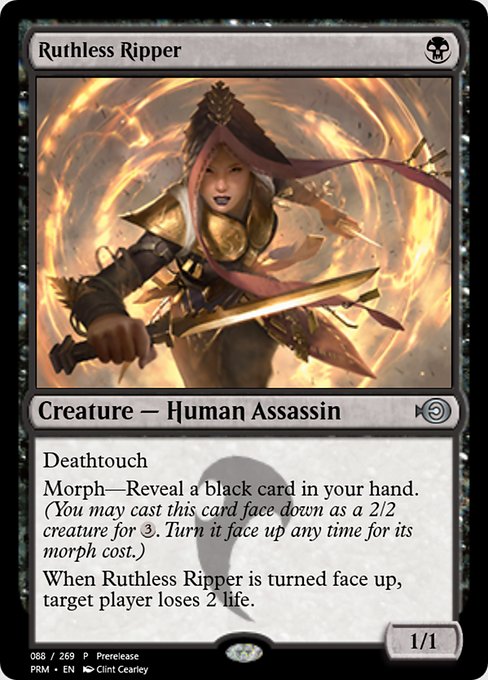 Ruthless Ripper
Creature — Human Assassin
Deathtouch
Morph—Reveal a black card in your hand.
(You may cast this card face down as a 2/2
creature for 3. Turn it face up any time for its
morph cost.)
When Ruthless Ripper is turned face up,
target player loses 2 life.
1/1
088 / 269 P Prerelease
PRM • EN Clint Cearley